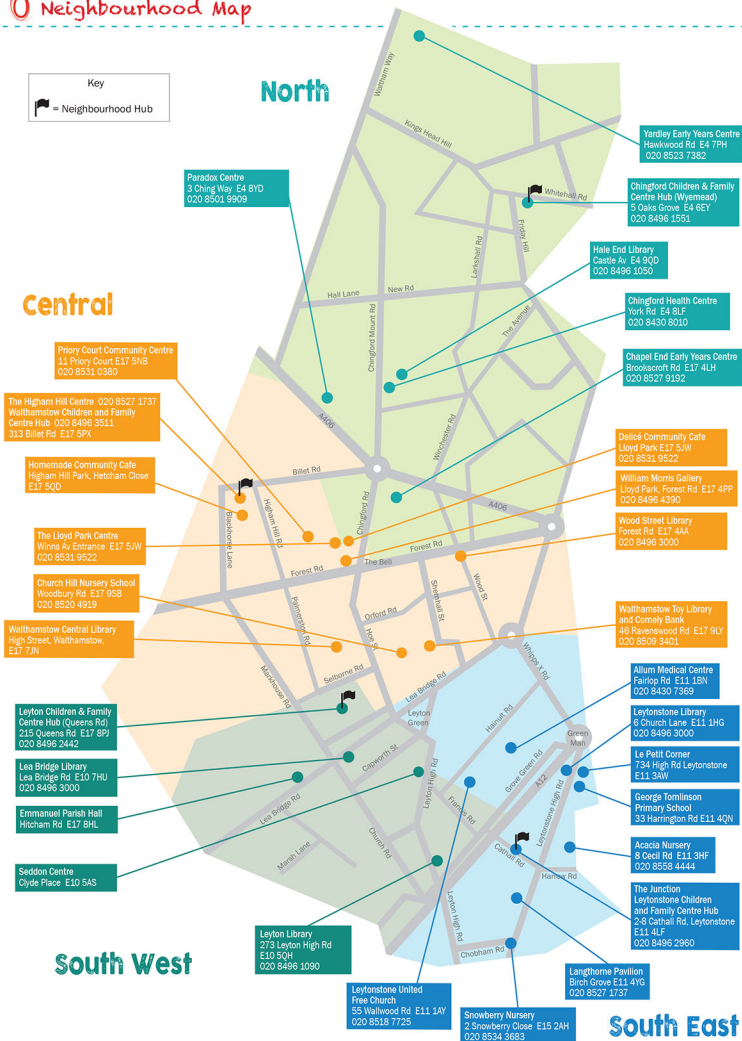 Neighbourhood Map
Key
= Neighbourhood Hub
North
Central
South West
South East
Yardley Early Years Centre
Hawkwood Rd E4 7PH
020 8523 7382
Chingford Children & Family
Centre Hub (Wyemead)
5 Oaks Grove E4 6EY
020 8496 1551
Paradox Centre
3 Ching Way E4 8YD
020 8501 9909
Hale End Library
Castle Av E4 9QD
020 8496 1050
Chingford Health Centre
York Rd E4 8LF
020 8430 8010
Chapel End Early Years Centre
Brookscroft Rd E17 4LH
020 8527 9192
Priory Court Community Centre
11 Priory Court E17 5NB
020 8531 0380
The Higham Hill Centre 020 8527 1737
Walthamstow Children and Family
Centre Hub 020 8496 3511
313 Billet Rd E17 5PX
Homemade Community Cafe
Higham Hill Park, Hetcham Close
E17 5QD
The Lloyd Park Centre
Winns Av Entrance E17 5JW
020 8531 9522
Church Hill Nursery School
Woodbury Rd E17 9SB
020 8520 4919
Walthamstow Central Library
High Street, Walthamstow,
E17 7JN
Delicé Community Cafe
Lloyd Park E17 5JW
020 8531 9522
William Morris Gallery
Lloyd Park, Forest Rd E17 4PP
020 8496 4390
Wood Street Library
Forest Rd E17 4AA
020 8496 3000
Walthamstow Toy Library
and Comely Bank
46 Ravenswood Rd E17 9LY
020 8509 3401
Leyton Children & Family
Centre Hub (Queens Rd)
215 Queens Rd E17 8PJ
020 8496 2442
Lea Bridge Library
Lea Bridge Rd E10 7HU
020 8496 3000
Emmanuel Parish Hall
Hitcham Rd E17 8HL
Seddon Centre
Clyde Place E10 5AS
Leyton Library
273 Leyton High Rd
E10 5QH
020 8496 1090
Allum Medical Centre
Fairlop Rd E11 1BN
020 8430 7369
Leytonstone Library
6 Church Lane E11 1HG
020 8496 3000
Le Petit Corner
734 High Rd Leytonstone
E11 3AW
George Tomlinson
Primary School
33 Harrington Rd E11 4QN
Acacia Nursery
8 Cecil Rd E11 3HF
020 8558 4444
The Junction
Leytonstone Children
and Family Centre Hub
2-8 Cathall Rd, Leytonstone
E11 4LF
020 8496 2960
Langthorne Pavilion
Birch Grove E11 4YG
020 8527 1737
Leytonstone United
Free Church
55 Wallwood Rd E11 1AY
020 8518 7725
Snowberry Nursery
2 Snowberry Close E15 2AH
020 8534 3683
Waltham Way
Kings Head Hill
Whitehall Rd
Friday Hill
Larkshall Rd
Hall Lane
New Rd
Chingford Mount Rd
The Avenue
A406
Winchester Rd
A406
Billet Rd
Blackhorse Lane
Higham Hill Rd
Chingford Rd
Forest Rd
The Bell
Forest Rd
Shernhall St
Wood St
Palmerston Rd
Orford Rd
Hoe St
Selborne Rd
Markhouse Rd
Lea Bridge Rd
Whipps X Rd
Leyton
Green
Hainult Rd
Green
Man
Grove Green Rd
A12
Capworth St
Leyton High Rd
Lea Bridge Rd
Marsh Lane
Church Rd
Francis Rd
Cathall Rd
Leytonstone High Rd
Harrow Rd
Leyton High Rd
Chobham Rd